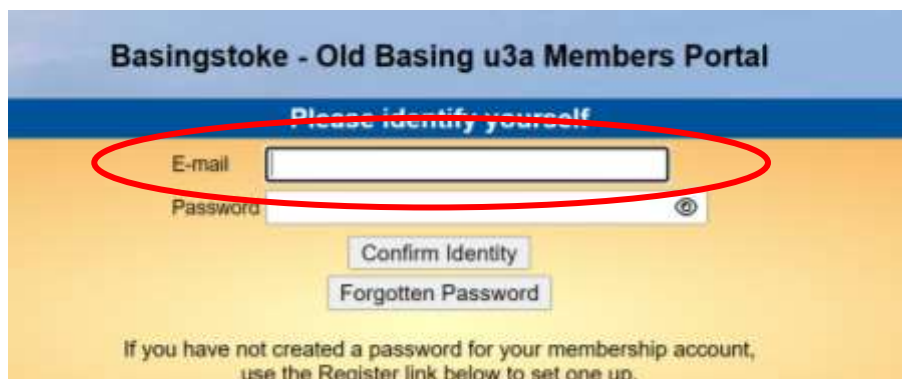 Basingstoke - Old Basing u3a Members Portal
Please identify yourself
E-mail
Password
Confirm Identity
Forgotten Password
If you have not created a password for your membership account,
use the Register link below to set one up.